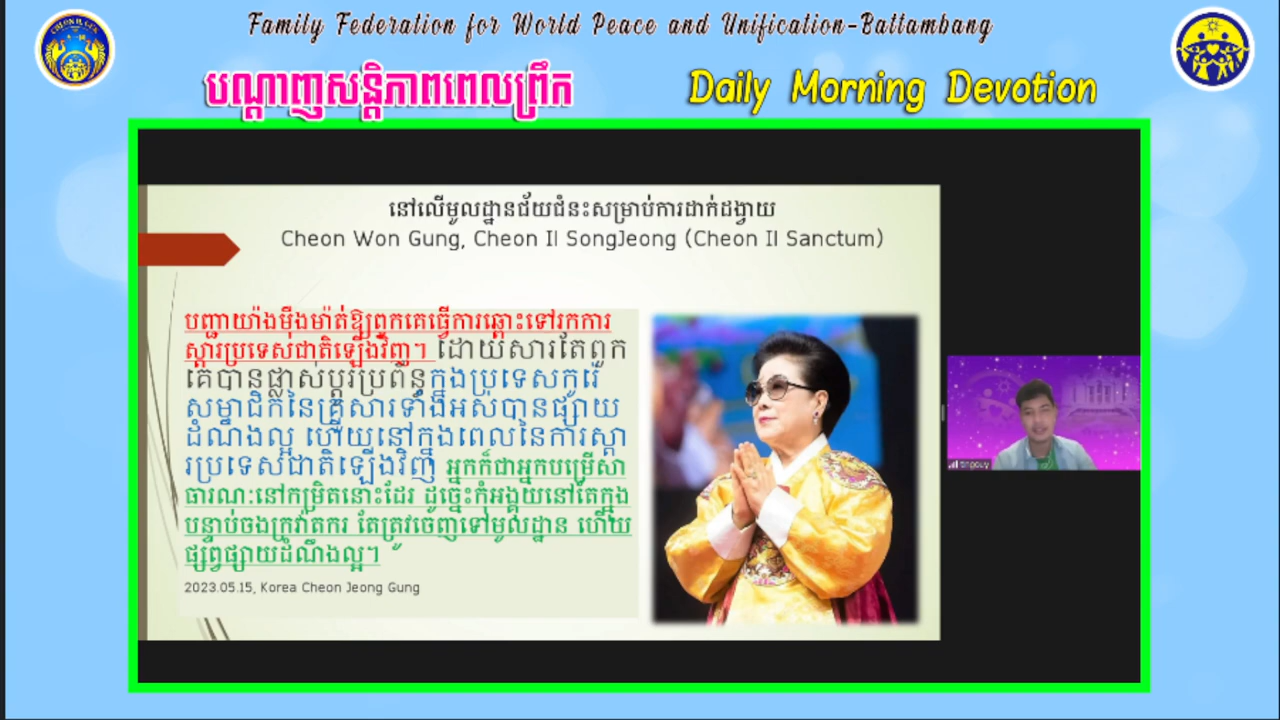 Family Federation for World Peace and Unification-Battambang
បណ្តាញសន្តិភាពពេលព្រឹក
Daily Morning Devotion
នៅលើមូលដ្ឋានជ័យជំនះសម្រាប់ការដាក់ដង្វាយ
Cheon Won Gung, Cheon Il SongJeong (Cheon Il Sanctum)
បញ្ជាយ៉ាងម៉ឺងម៉ាត់ឱ្យពួកគេធ្វើការឆ្ពោះទៅរកការ
ស្តារប្រទេសជាតិឡើងវិញ។ ដោយសារតែពួក
គេបានផ្លាស់ប្តូរប្រព័ន្ធក្នុងប្រទេសកូរ៉េ
សមាជិកនៃគ្រួសារទាំងអស់បានផ្សាយ
ដំណឹងល្អ ហើយនៅក្នុងពេលនៃការស្តា
រប្រទេសជាតិឡើងវិញ អ្នកក៏ជាអ្នកបម្រើសា
ធារណៈនៅកម្រិតនោះដែរ ដូច្នេះកុំអង្គុយនៅតែក្នុង
បន្ទាប់ចងក្រវ៉ាត់ករ តែត្រូវចេញទៅមូលដ្ឋាន ហើយ
ផ្សព្វផ្សាយដំណឹងល្អ។
2023.05.15, Korea Cheon Jeong Gung